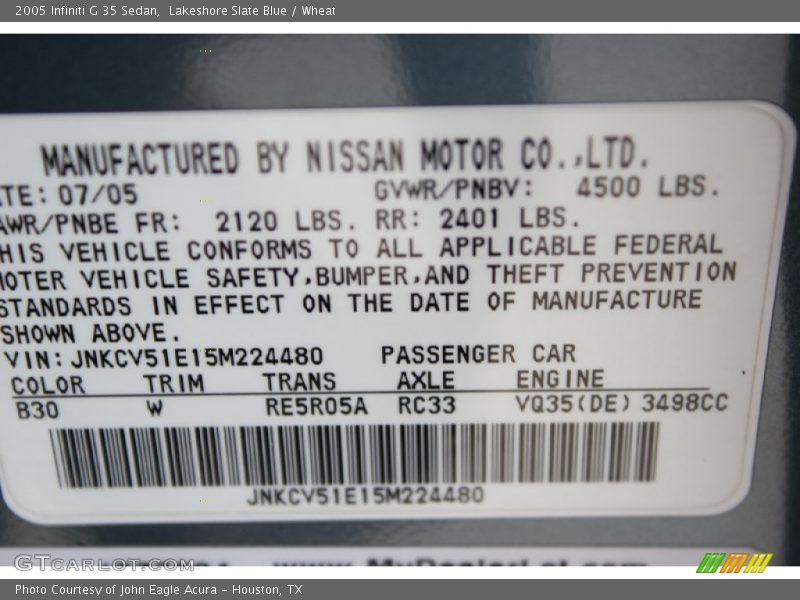 2005 Infiniti G 35 Sedan,  Lakeshore Slate Blue / Wheat
MANUFACTURED BY NISSAN MOTOR CO.,LTD.
TE: 07/05 GVWR/PNBV: 4500 LBS.
AWR/PNBE FR: 2120 LBS. RR: 2401 LBS.
HIS VEHICLE CONFORMS TO ALL APPLICABLE FEDERAL
OTER VEHICLE SAFETY,BUMPER,AND THEFT PREVENTION
STANDARDS IN EFFECT ON THE DATE OF MANUFACTURE
SHOWN ABOVE.
VIN: JNKCV51E15M224480 PASSENGER CAR
COLOR TRIM TRANS AXLE ENGINE
B30 W RE5R05A RC33 VQ35(DE) 3498CC
JNKCV51E15M224480
GTCARLOT.COM
Photo Courtesy of John Eagle Acura - Houston, TX